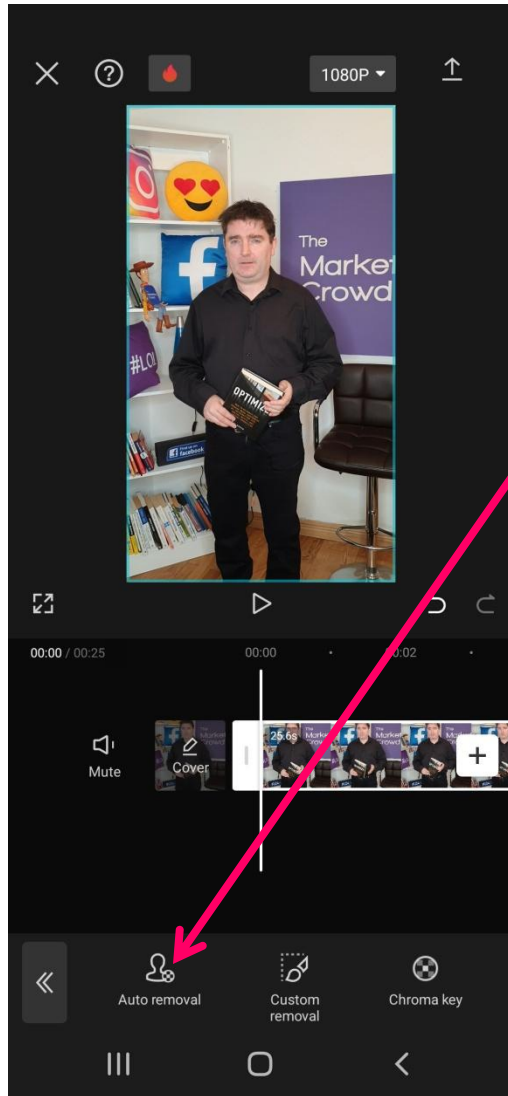 1080P
The
Market
Crowd
#LOL
OPTIMIZE
facebook
00:00 / 00:25
00:00
00:02
25.6s
Mute
Cover
Auto removal
Custom
removal
Chroma key